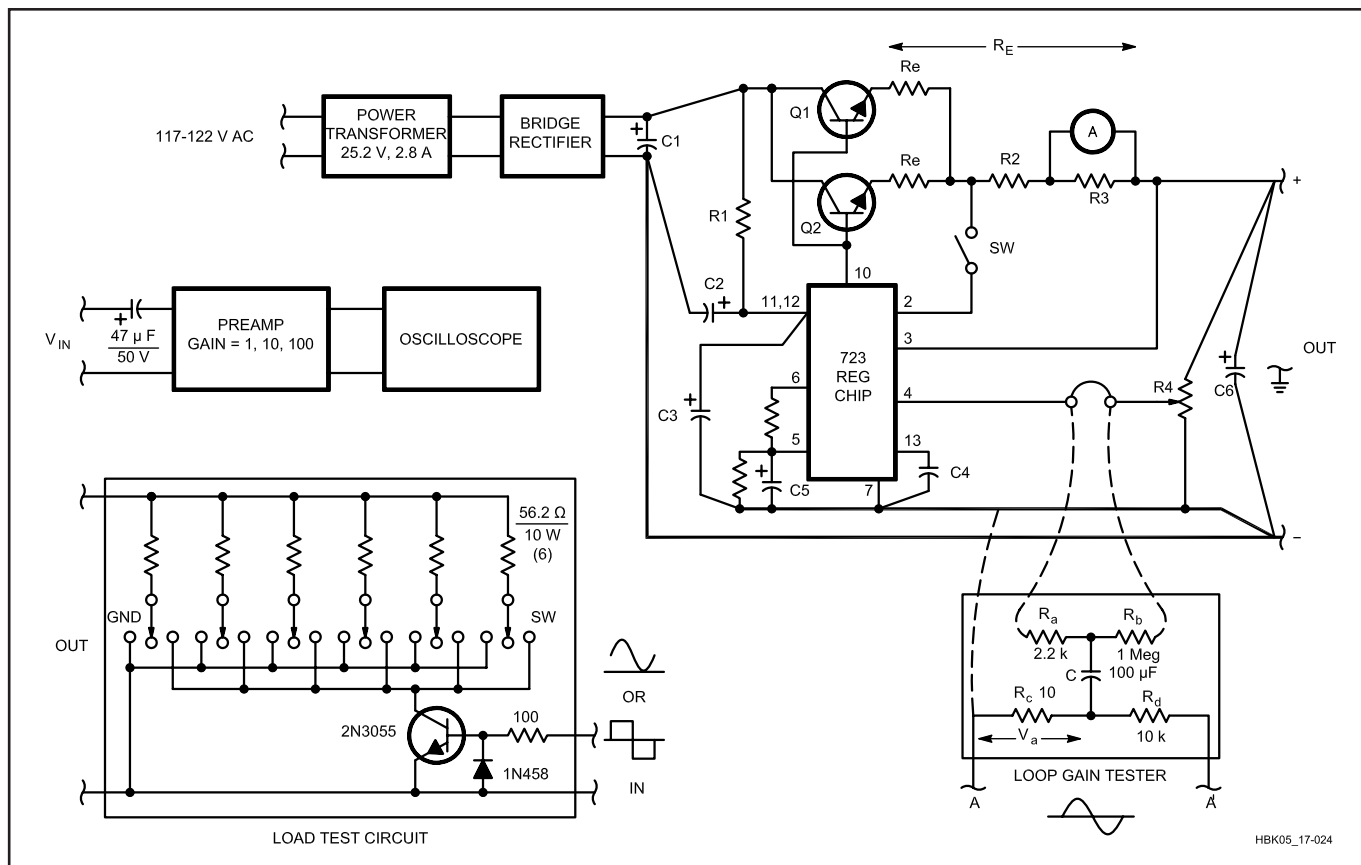 R_E
Re
Q1
POWER
TRANSFORMER
25.2 V, 2.8 A
BRIDGE
RECTIFIER
117-122 V AC
+
C1
A
Re
R2
R3
+
R1
Q2
SW
10
C2
+
11,12
2
3
V_IN
+
47 µ F
50 V
PREAMP
GAIN = 1, 10, 100
OSCILLOSCOPE
723
REG
CHIP
OUT
6
4
R4
+
C6
C3
+
5
13
+
C5
C4
7
–
56.2 Ω
10 W
(6)
GND
SW
OUT
OR
2N3055
100
1N458
IN
LOAD TEST CIRCUIT
R_a
R_b
2.2 k
1 Meg
C
100 µF
R_c 10
R_d
V_a
10 k
LOOP GAIN TESTER
A
A'
HBK05_17-024